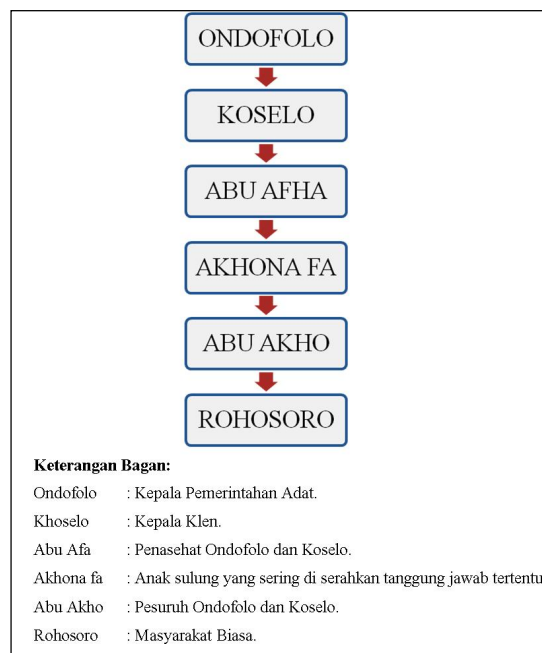 ONDOFOLO
KOSELO
ABU AFHA
AKHONA FA
ABU AKHO
ROHOSORO
Keterangan Bagan:
Ondofolo : Kepala Pemerintahan Adat.
Khoselo : Kepala Klen.
Abu Afa : Penasehat Ondofolo dan Koselo.
Akhona fa : Anak sulung yang sering di serahkan tanggung jawab tertentu
Abu Akho : Pesuruh Ondofolo dan Koselo.
Rohosoro : Masyarakat Biasa.